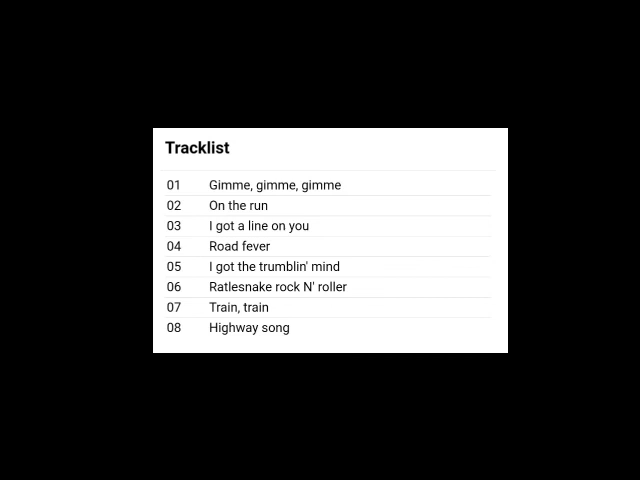 Tracklist
01 Gimme, gimme, gimme
02 On the run
03 I got a line on you
04 Road fever
05 I got the trumblin' mind
06 Ratlesnake rock N' roller
07 Train, train
08 Highway song